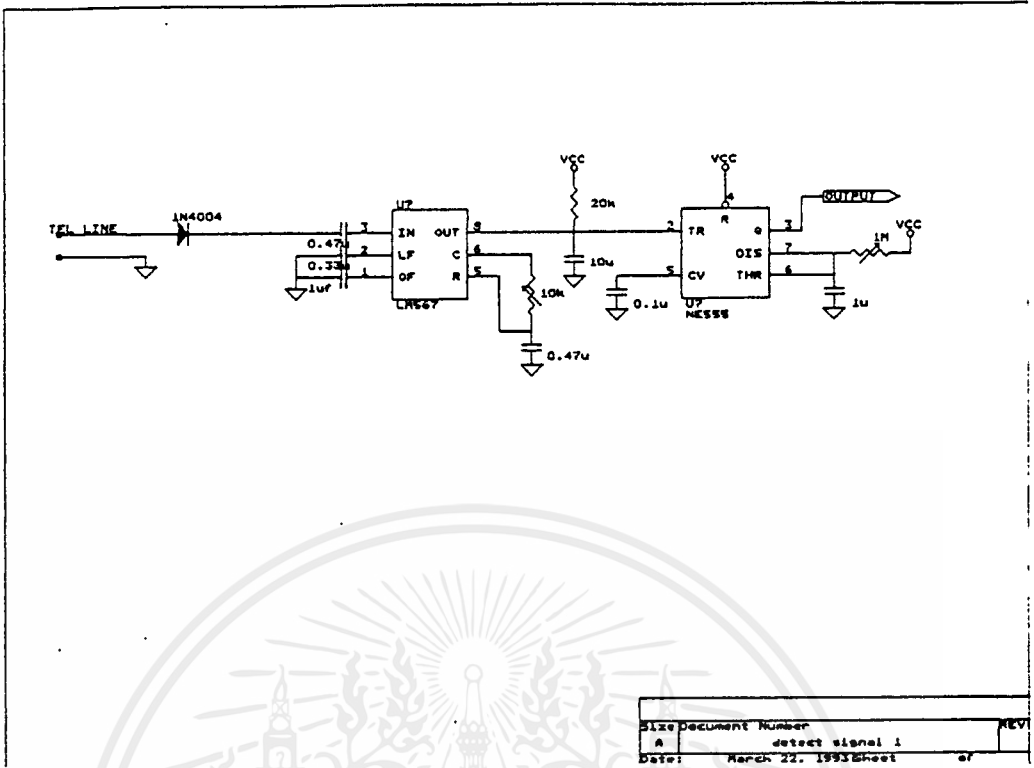 VCC
VCC
4
U?
20k
R
OUTPUT
TEL LINE
1N4004
3
IN
OUT
8
2
TR
Q
3
VCC
0.47u
2
LF
C
6
DIS
7
1M
0.33u
1
OF
R
5
10u
5
CV
THR
6
1uf
10k
LM567
0.1u
U?
NE555
1u
0.47u
Size
Document Number
REV
A
detect signal 1
Date:
March 22, 1993
Sheet
of